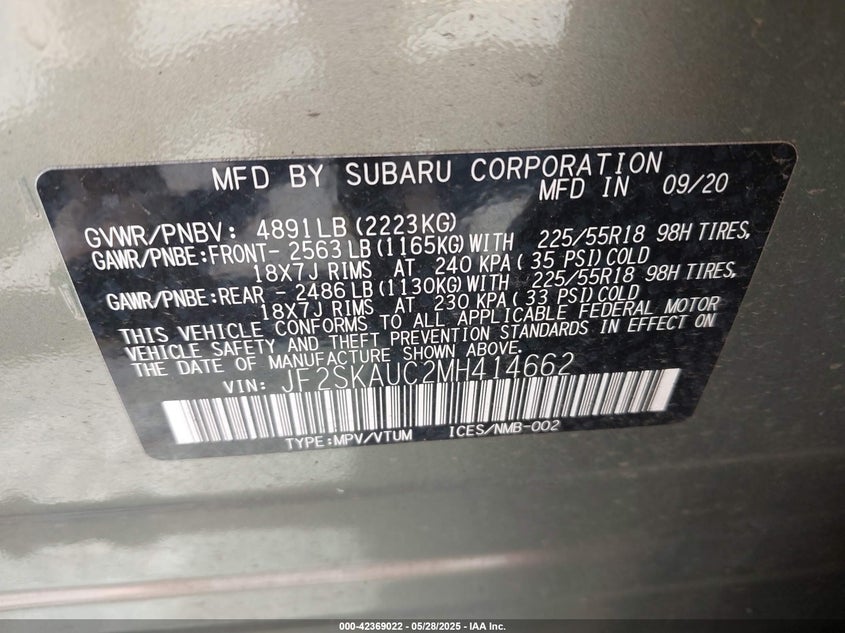 MFD BY SUBARU CORPORATION
MFD IN 09/20
GVWR/PNBV: 4891LB(2223KG)
GAWR/PNBE:FRONT- 2563LB(1165KG)WITH 225/55R18 98H TIRES,
18X7J RIMS AT 240 KPA( 35 PSI)COLD
GAWR/PNBE:REAR - 2486LB(1130KG)WITH 225/55R18 98H TIRES,
18X7J RIMS AT 230 KPA( 33 PSI)COLD
THIS VEHICLE CONFORMS TO ALL APPLICABLE FEDERAL MOTOR
VEHICLE SAFETY AND THEFT PREVENTION STANDARDS IN EFFECT ON
THE DATE OF MANUFACTURE SHOWN ABOVE.
VIN: JF2SKAUC2MH414662
TYPE:MPV/VTUM ICES/NMB-002
000-42369022 - 05/28/2025 - IAA Inc.